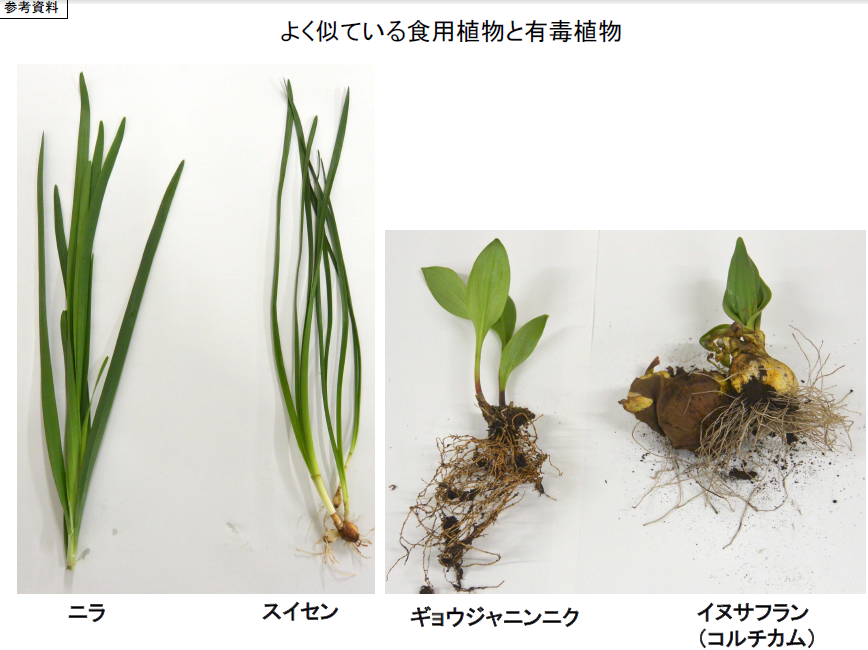 参考資料
よく似ている食用植物と有毒植物
ニラ
スイセン
ギョウジャニンニク
イヌサフラン
（コルチカム）